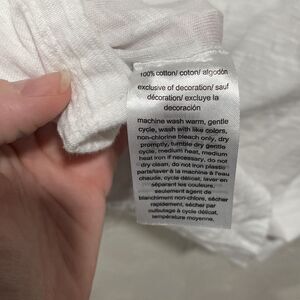 100% cotton/ coton/ algodón
exclusive of decoration/ sauf
décoration/ excluye la
decoración
machine wash warm, gentle
cycle, wash with like colors,
non-chlorine bleach only, dry
promptly, tumble dry gentle
cycle, medium heat, medium
heat iron if necessary, do not
dry clean, do not iron plastic
parts/laver à la machine à l'eau
chaude, cycle délicat, laver en
séparant les couleurs,
seulement agent de
blanchiment non-chlore, sécher
rapidement, sécher par
culbutage à cycle délicat,
température moyenne,